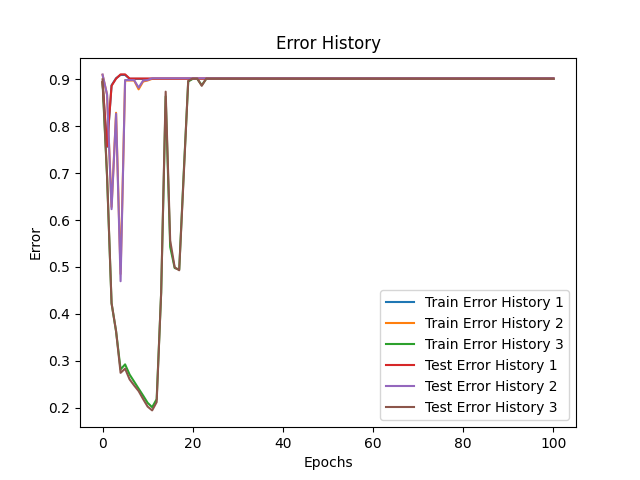 Error History
Error
0.9
0.8
0.7
0.6
0.5
0.4
0.3
0.2
0
20
40
60
80
100
Epochs
Train Error History 1
Train Error History 2
Train Error History 3
Test Error History 1
Test Error History 2
Test Error History 3